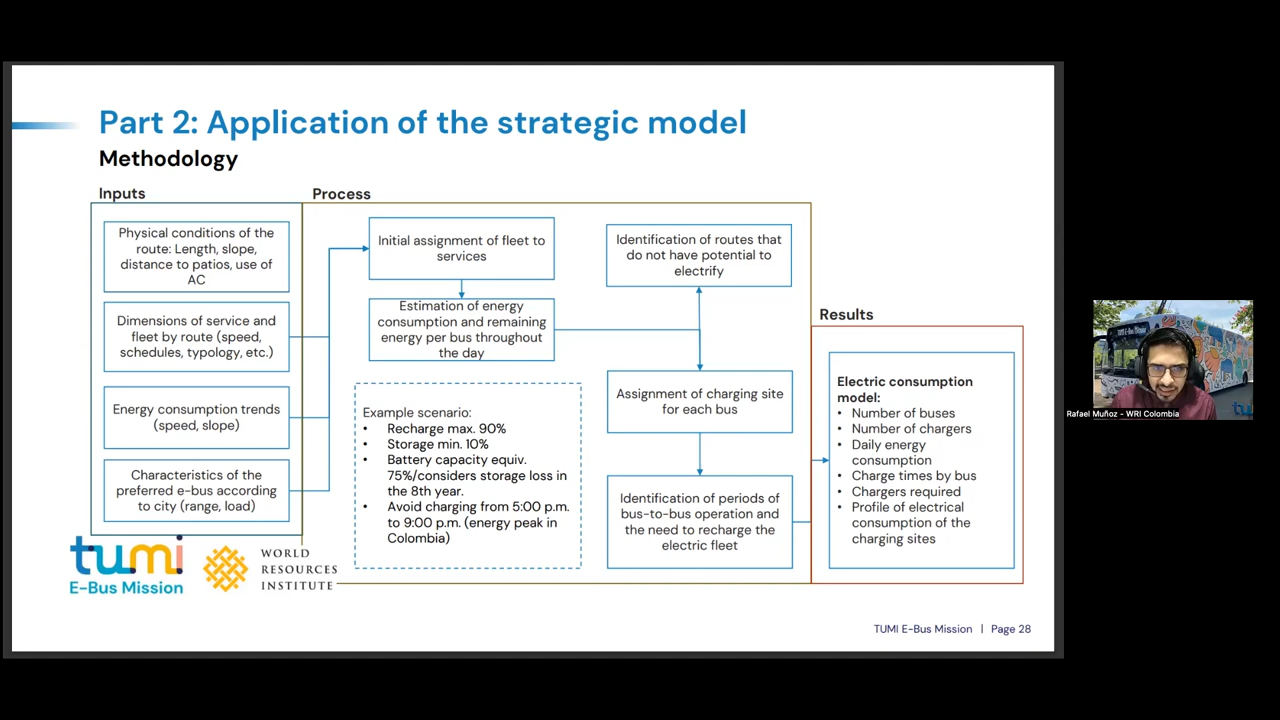 Part 2: Application of the strategic model
Methodology
Inputs
Physical conditions of the
route: Length, slope,
distance to patios, use of
AC
Dimensions of service and
fleet by route (speed,
schedules, typology, etc.)
Energy consumption trends
(speed, slope)
Characteristics of the
preferred e-bus according
to city (range, load)
Process
Initial assignment of fleet to
services
Estimation of energy
consumption and remaining
energy per bus throughout
the day
Example scenario:
• Recharge max. 90%
• Storage min. 10%
• Battery capacity equiv.
75%/considers storage loss in
the 8th year.
• Avoid charging from 5:00 p.m.
to 9:00 p.m. (energy peak in
Colombia)
Identification of routes that
do not have potential to
electrify
Assignment of charging site
for each bus
Identification of periods of
bus-to-bus operation and
the need to recharge the
electric fleet
Results
Electric consumption
model:
• Number of buses
• Number of chargers
• Daily energy
consumption
• Charge times by bus
• Chargers required
• Profile of electrical
consumption of the
charging sites
tumi
E-Bus Mission
WORLD
RESOURCES
INSTITUTE
TUMI E-Bus Mission | Page 28
TUMI E-Bus Mission
Rafael Muñoz - WRI Colombia